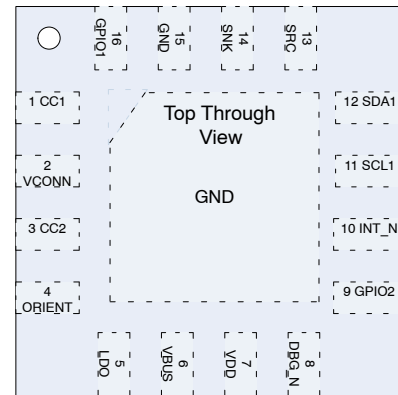 16 GPIO1
15 GND
14 SNK
13 SRC
1 CC1
2 VCONN
3 CC2
4 ORIENT
Top Through
View
GND
12 SDA1
11 SCL1
10 INT_N
9 GPIO2
5 LDO
6 VBUS
7 VDD
8 DBG_N